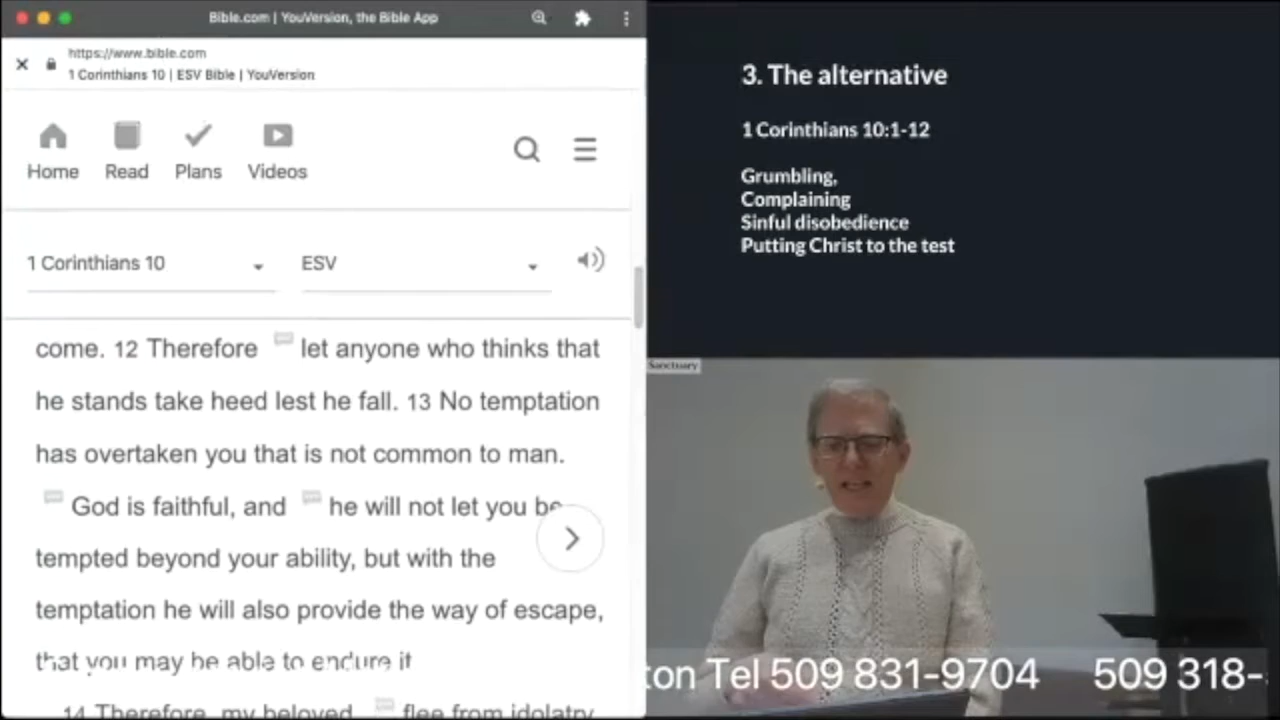 Bible.com | YouVersion, the Bible App
https://www.bible.com
1 Corinthians 10 | ESV Bible | YouVersion
Home Read Plans Videos
1 Corinthians 10 ESV
come. 12 Therefore let anyone who thinks that
he stands take heed lest he fall. 13 No temptation
has overtaken you that is not common to man.
God is faithful, and he will not let you be
tempted beyond your ability, but with the
temptation he will also provide the way of escape,
that you may be able to endure it
14 Therefore, my beloved, flee from idolatry
3. The alternative
1 Corinthians 10:1-12
Grumbling,
Complaining
Sinful disobedience
Putting Christ to the test
Sanctuary
ton Tel 509 831-9704 509 318-